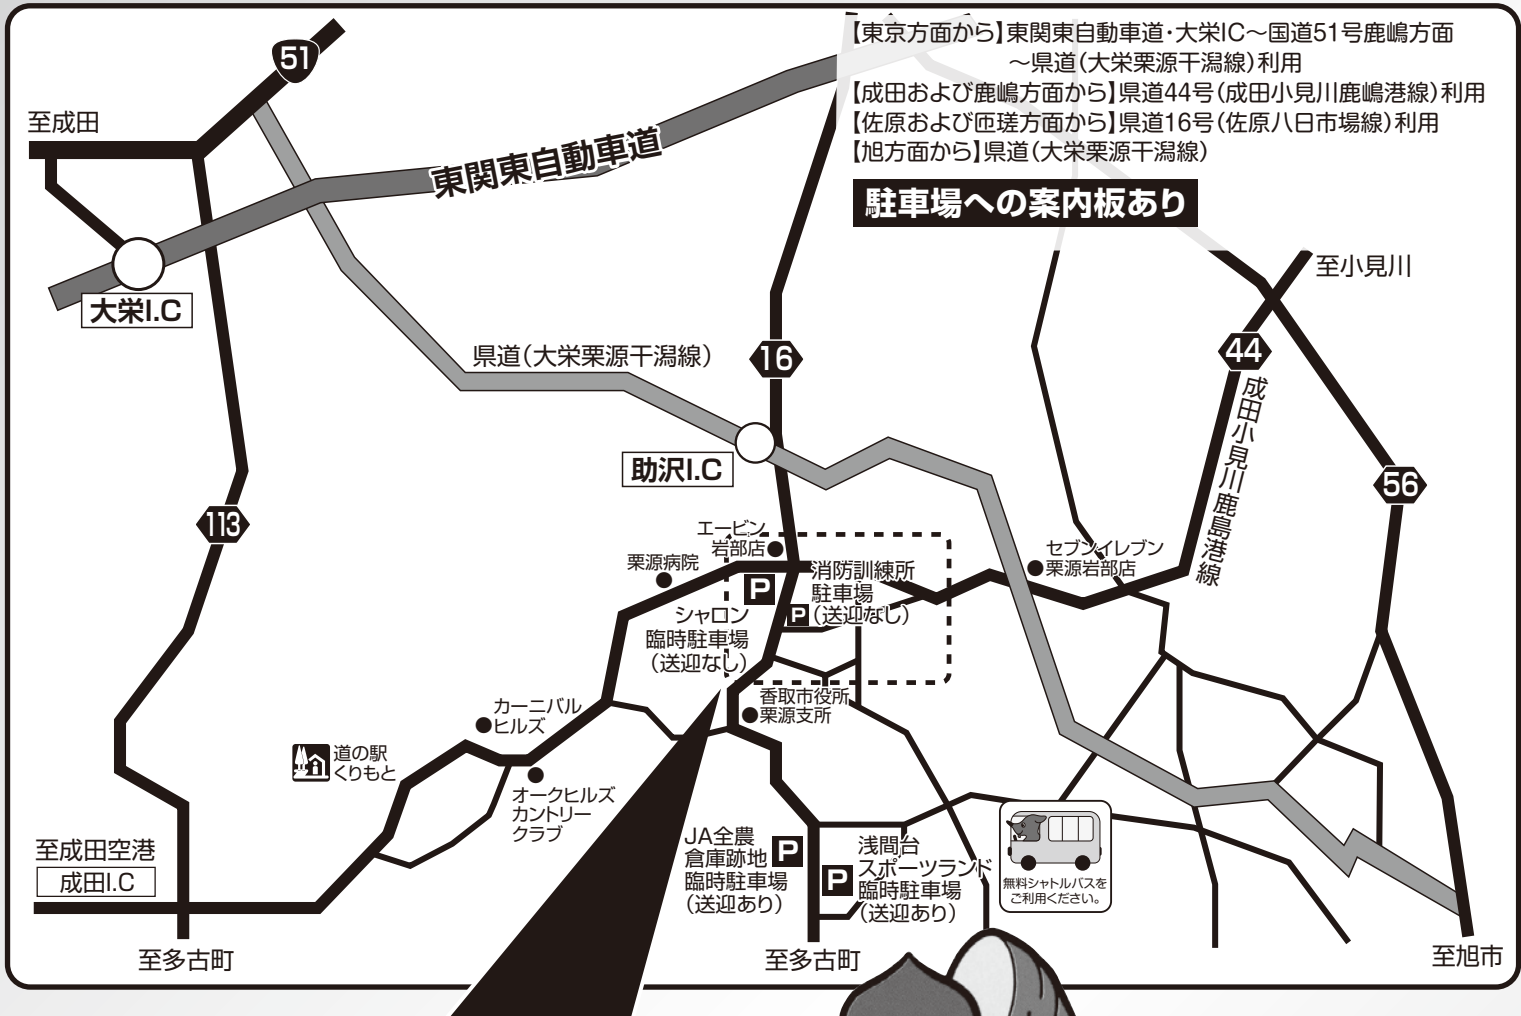 【東京方面から】東関東自動車道・大栄IC～国道51号鹿嶋方面
～県道(大栄栗源干潟線)利用
【成田および鹿嶋方面から】県道44号(成田小見川鹿嶋港線)利用
【佐原および匝瑳方面から】県道16号(佐原八日市場線)利用
【旭方面から】県道(大栄栗源干潟線)
駐車場への案内板あり
51
至成田
東関東自動車道
大栄I.C
至小見川
県道(大栄栗源干潟線)
16
44
成田小見川鹿島港線
助沢I.C
56
113
エービン
岩部店
栗源病院
セブンイレブン
栗源岩部店
P
消防訓練所
駐車場
(送迎なし)
P
シャロン
臨時駐車場
(送迎なし)
香取市役所
栗源支所
カーニバル
ヒルズ
道の駅
くりもと
オークヒルズ
カントリー
クラブ
至成田空港
成田I.C
JA全農
倉庫跡地
臨時駐車場
(送迎あり)
P
P
浅間台
スポーツランド
臨時駐車場
(送迎あり)
無料シャトルバスを
ご利用ください。
至多古町
至多古町
至旭市